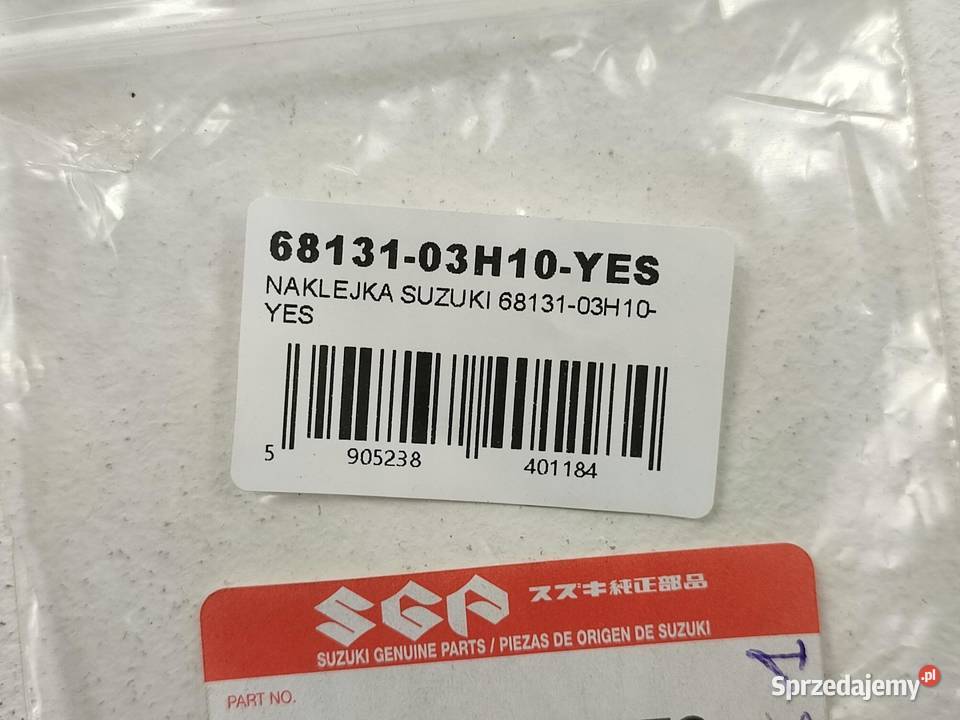 68131-03H10-YES
NAKLEJKA SUZUKI 68131-03H10-
YES
5 905238 401184
SGP スズキ純正部品
SUZUKI GENUINE PARTS / PIEZAS DE ORIGEN DE SUZUKI
PART NO.
1
Sprzedajemy.pl